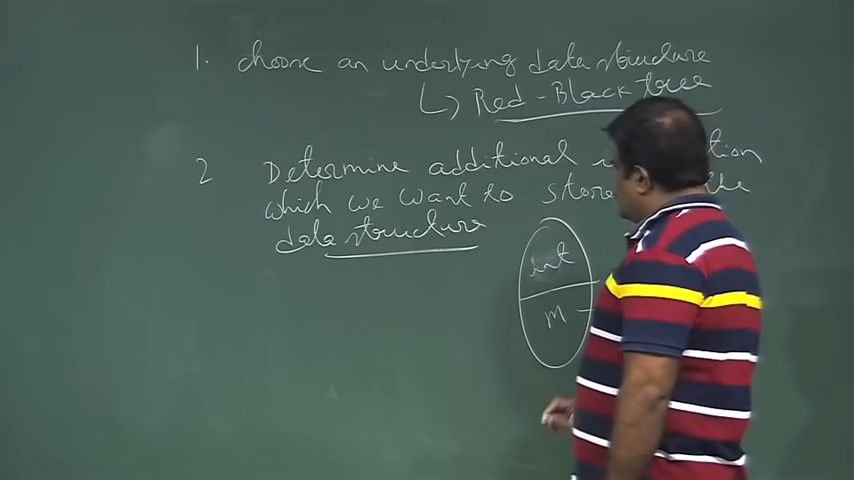 1. choose an underlying data structure
↳ Red-Black tree
2 Determine additional
which we want to store the
data structure
int
m